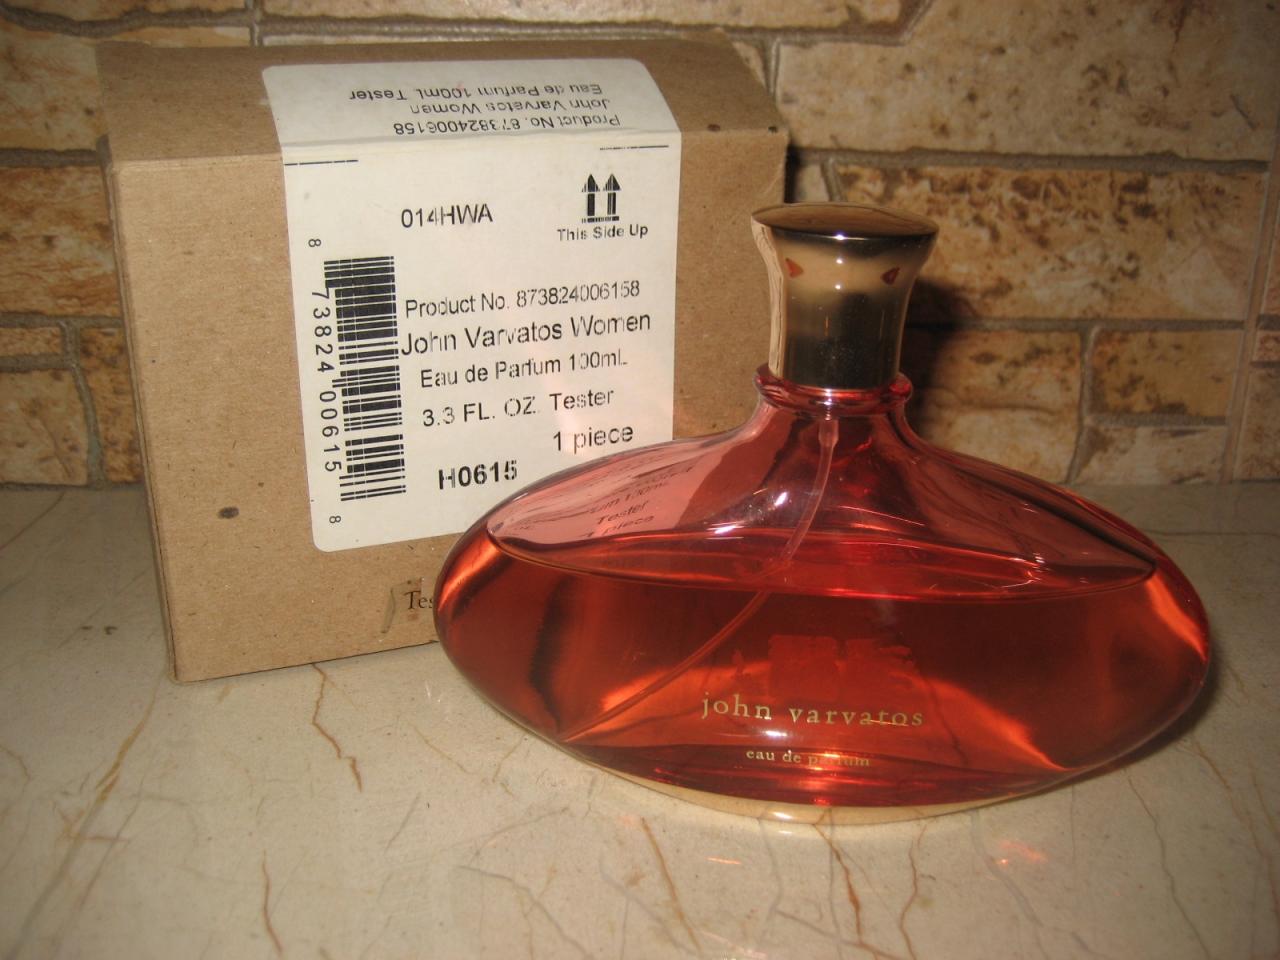 Product No. 873824006158
John Varvatos Women
Eau de Parfum 100mL Tester
014HWA
This Side Up
8 73824 00615 8
Product No. 873824006158
John Varvatos Women
Eau de Parfum 100mL
3.3 FL. OZ. Tester
1 piece
H0615
Tes
john varvatos
eau de parfum